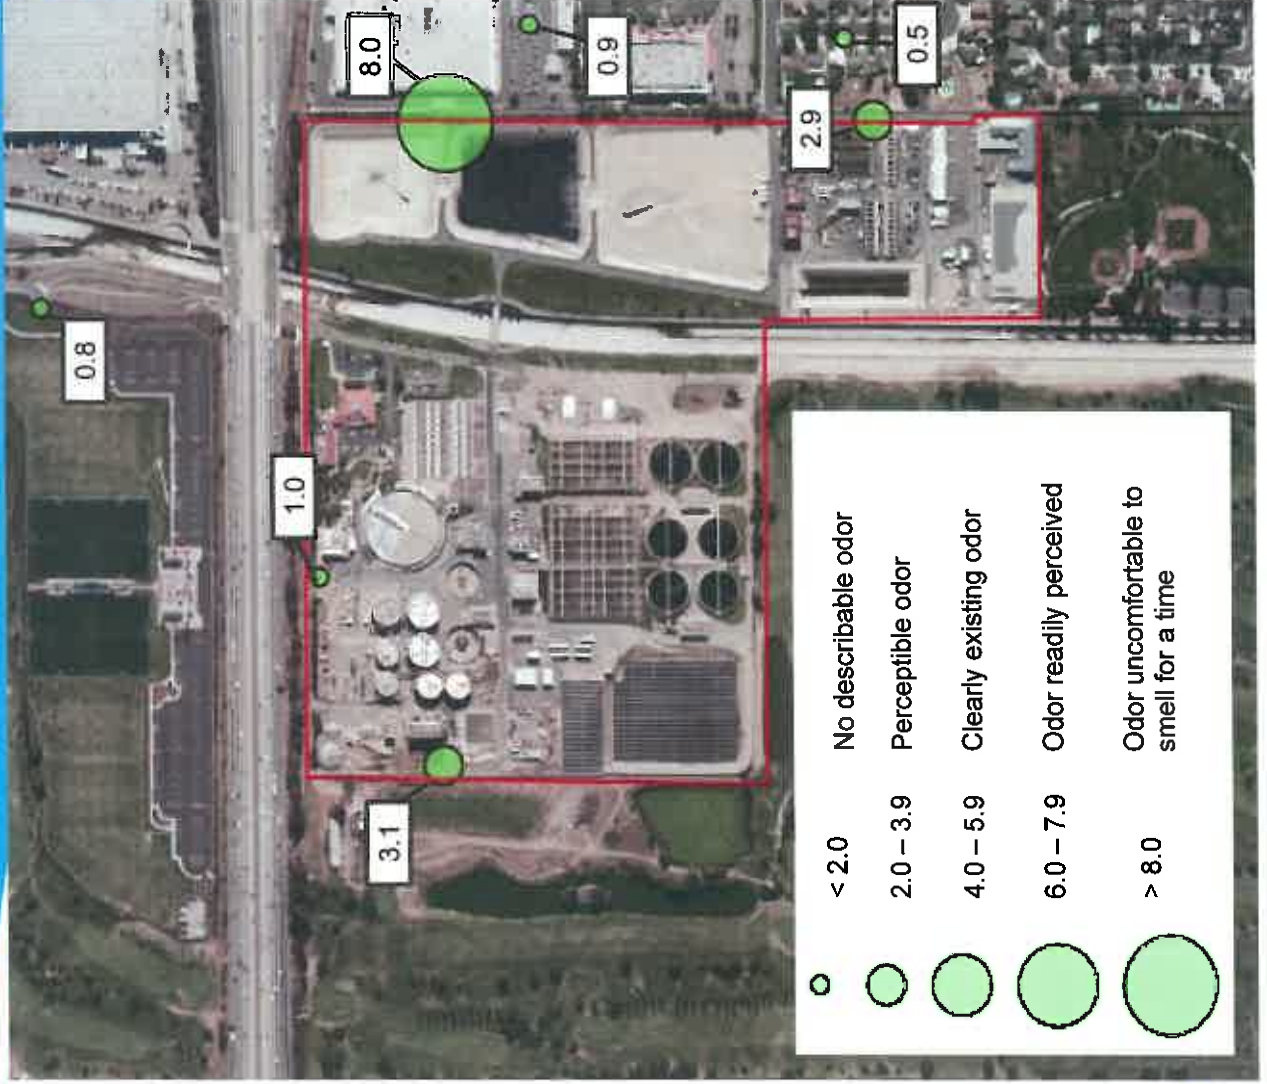 8.0
0.9
0.5
2.9
0.8
1.0
3.1
< 2.0 No describable odor
2.0 – 3.9 Perceptible odor
4.0 – 5.9 Clearly existing odor
6.0 – 7.9 Odor readily perceived
> 8.0 Odor uncomfortable to
smell for a time